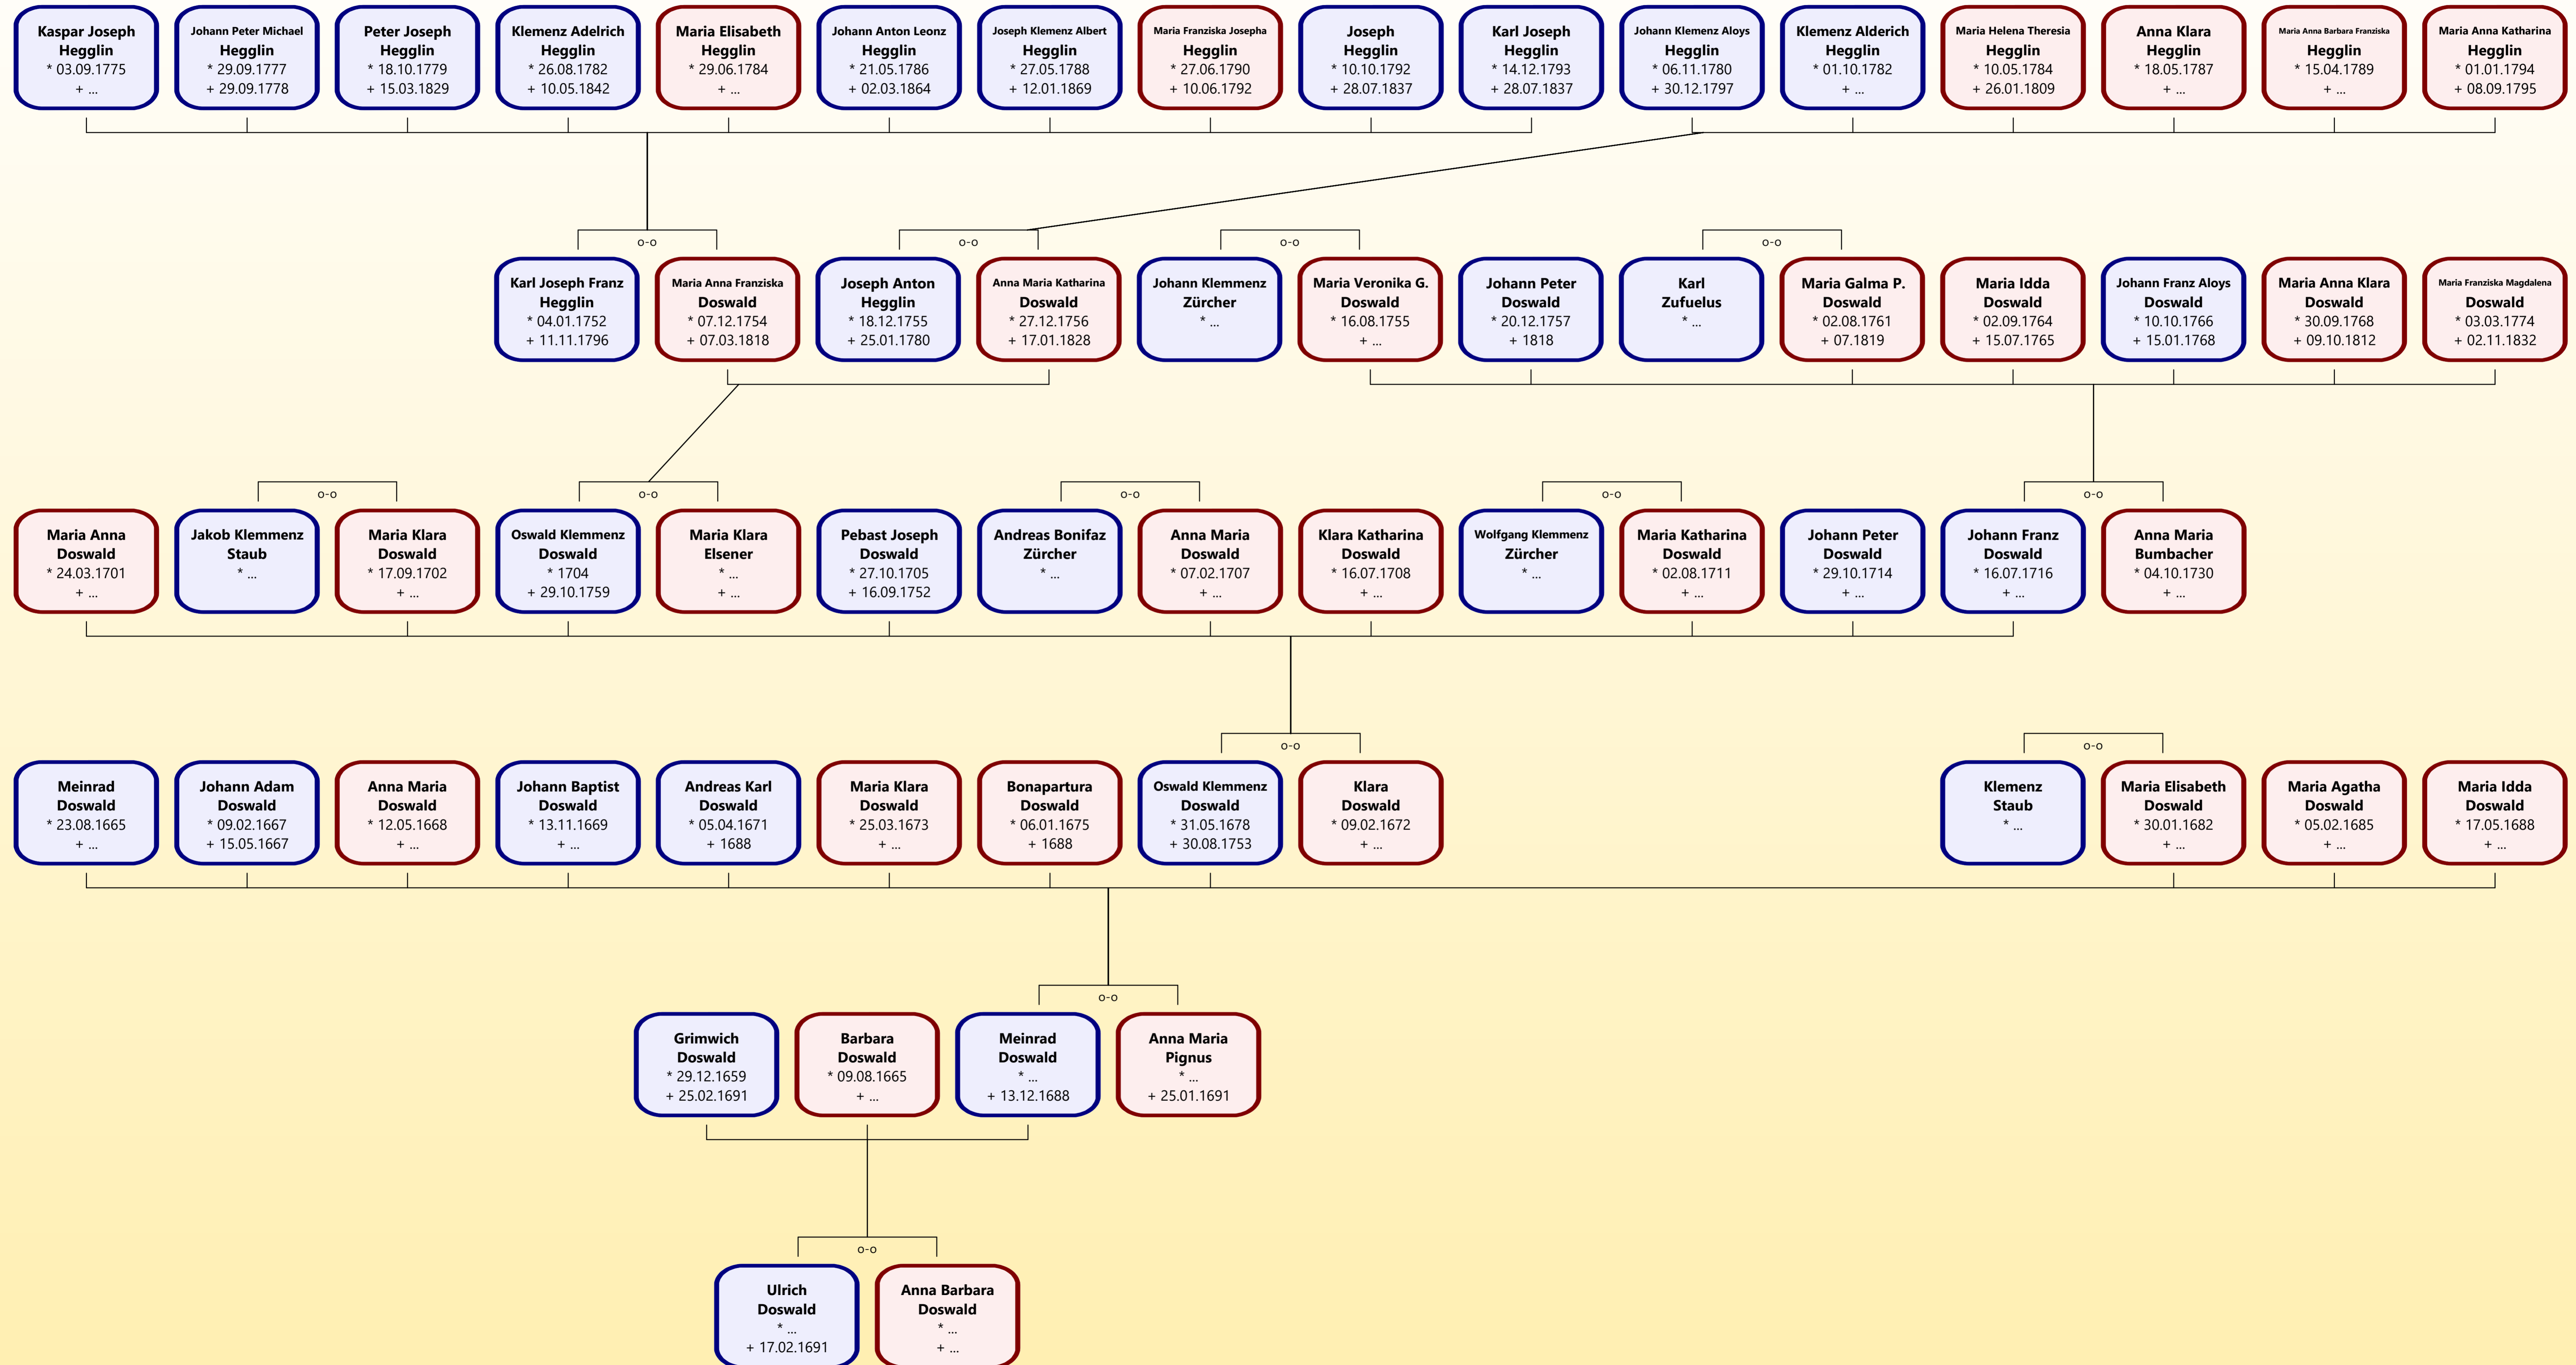 Kaspar Joseph
Hegglin
* 03.09.1775
+ ...
Johann Peter Michael
Hegglin
* 29.09.1777
+ 29.09.1778
Peter Joseph
Hegglin
* 18.10.1779
+ 15.03.1829
Klemenz Adelrich
Hegglin
* 26.08.1782
+ 10.05.1842
Maria Elisabeth
Hegglin
* 29.06.1784
+ ...
Johann Anton Leonz
Hegglin
* 21.05.1786
+ 02.03.1864
Joseph Klemenz Albert
Hegglin
* 27.05.1788
+ 12.01.1869
Maria Franziska Josepha
Hegglin
* 27.06.1790
+ 10.06.1792
Joseph
Hegglin
* 10.10.1792
+ 28.07.1837
Karl Joseph
Hegglin
* 14.12.1793
+ 28.07.1837
Johann Klemenz Aloys
Hegglin
* 06.11.1780
+ 30.12.1797
Klemenz Alderich
Hegglin
* 01.10.1782
+ ...
Maria Helena Theresia
Hegglin
* 10.05.1784
+ 26.01.1809
Anna Klara
Hegglin
* 18.05.1787
+ ...
Maria Anna Barbara Franziska
Hegglin
* 15.04.1789
+ ...
Maria Anna Katharina
Hegglin
* 01.01.1794
+ 08.09.1795
o-o
o-o
o-o
o-o
Karl Joseph Franz
Hegglin
* 04.01.1752
+ 11.11.1796
Maria Anna Franziska
Doswald
* 07.12.1754
+ 07.03.1818
Joseph Anton
Hegglin
* 18.12.1755
+ 25.01.1780
Anna Maria Katharina
Doswald
* 27.12.1756
+ 17.01.1828
Johann Klemmenz
Zürcher
* ...
Maria Veronika G.
Doswald
* 16.08.1755
+ ...
Johann Peter
Doswald
* 20.12.1757
+ 1818
Karl
Zufuelus
* ...
Maria Galma P.
Doswald
* 02.08.1761
+ 07.1819
Maria Idda
Doswald
* 02.09.1764
+ 15.07.1765
Johann Franz Aloys
Doswald
* 10.10.1766
+ 15.01.1768
Maria Anna Klara
Doswald
* 30.09.1768
+ 09.10.1812
Maria Franziska Magdalena
Doswald
* 03.03.1774
+ 02.11.1832
o-o
o-o
o-o
o-o
o-o
Maria Anna
Doswald
* 24.03.1701
+ ...
Jakob Klemmenz
Staub
* ...
Maria Klara
Doswald
* 17.09.1702
+ ...
Oswald Klemmenz
Doswald
* 1704
+ 29.10.1759
Maria Klara
Elsener
* ...
+ ...
Pebast Joseph
Doswald
* 27.10.1705
+ 16.09.1752
Andreas Bonifaz
Zürcher
* ...
Anna Maria
Doswald
* 07.02.1707
+ ...
Klara Katharina
Doswald
* 16.07.1708
+ ...
Wolfgang Klemmenz
Zürcher
* ...
Maria Katharina
Doswald
* 02.08.1711
+ ...
Johann Peter
Doswald
* 29.10.1714
+ ...
Johann Franz
Doswald
* 16.07.1716
+ ...
Anna Maria
Bumbacher
* 04.10.1730
+ ...
o-o
o-o
Meinrad
Doswald
* 23.08.1665
+ ...
Johann Adam
Doswald
* 09.02.1667
+ 15.05.1667
Anna Maria
Doswald
* 12.05.1668
+ ...
Johann Baptist
Doswald
* 13.11.1669
+ ...
Andreas Karl
Doswald
* 05.04.1671
+ 1688
Maria Klara
Doswald
* 25.03.1673
+ ...
Bonapartura
Doswald
* 06.01.1675
+ 1688
Oswald Klemmenz
Doswald
* 31.05.1678
+ 30.08.1753
Klara
Doswald
* 09.02.1672
+ ...
Klemenz
Staub
* ...
Maria Elisabeth
Doswald
* 30.01.1682
+ ...
Maria Agatha
Doswald
* 05.02.1685
+ ...
Maria Idda
Doswald
* 17.05.1688
+ ...
o-o
Grimwich
Doswald
* 29.12.1659
+ 25.02.1691
Barbara
Doswald
* 09.08.1665
+ ...
Meinrad
Doswald
* ...
+ 13.12.1688
Anna Maria
Pignus
* ...
+ 25.01.1691
o-o
Ulrich
Doswald
* ...
+ 17.02.1691
Anna Barbara
Doswald
* ...
+ ...